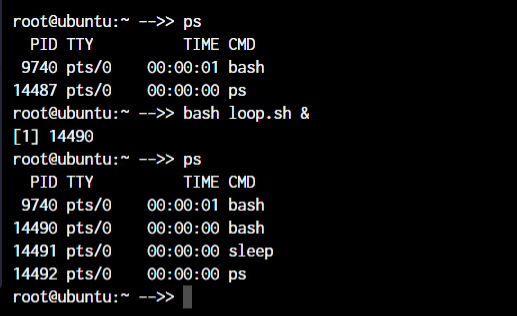 root@ubuntu:~ -->> ps
  PID TTY          TIME CMD
 9740 pts/0    00:00:01 bash
14487 pts/0    00:00:00 ps
root@ubuntu:~ -->> bash loop.sh &
[1] 14490
root@ubuntu:~ -->> ps
  PID TTY          TIME CMD
 9740 pts/0    00:00:01 bash
14490 pts/0    00:00:00 bash
14491 pts/0    00:00:00 sleep
14492 pts/0    00:00:00 ps
root@ubuntu:~ -->>